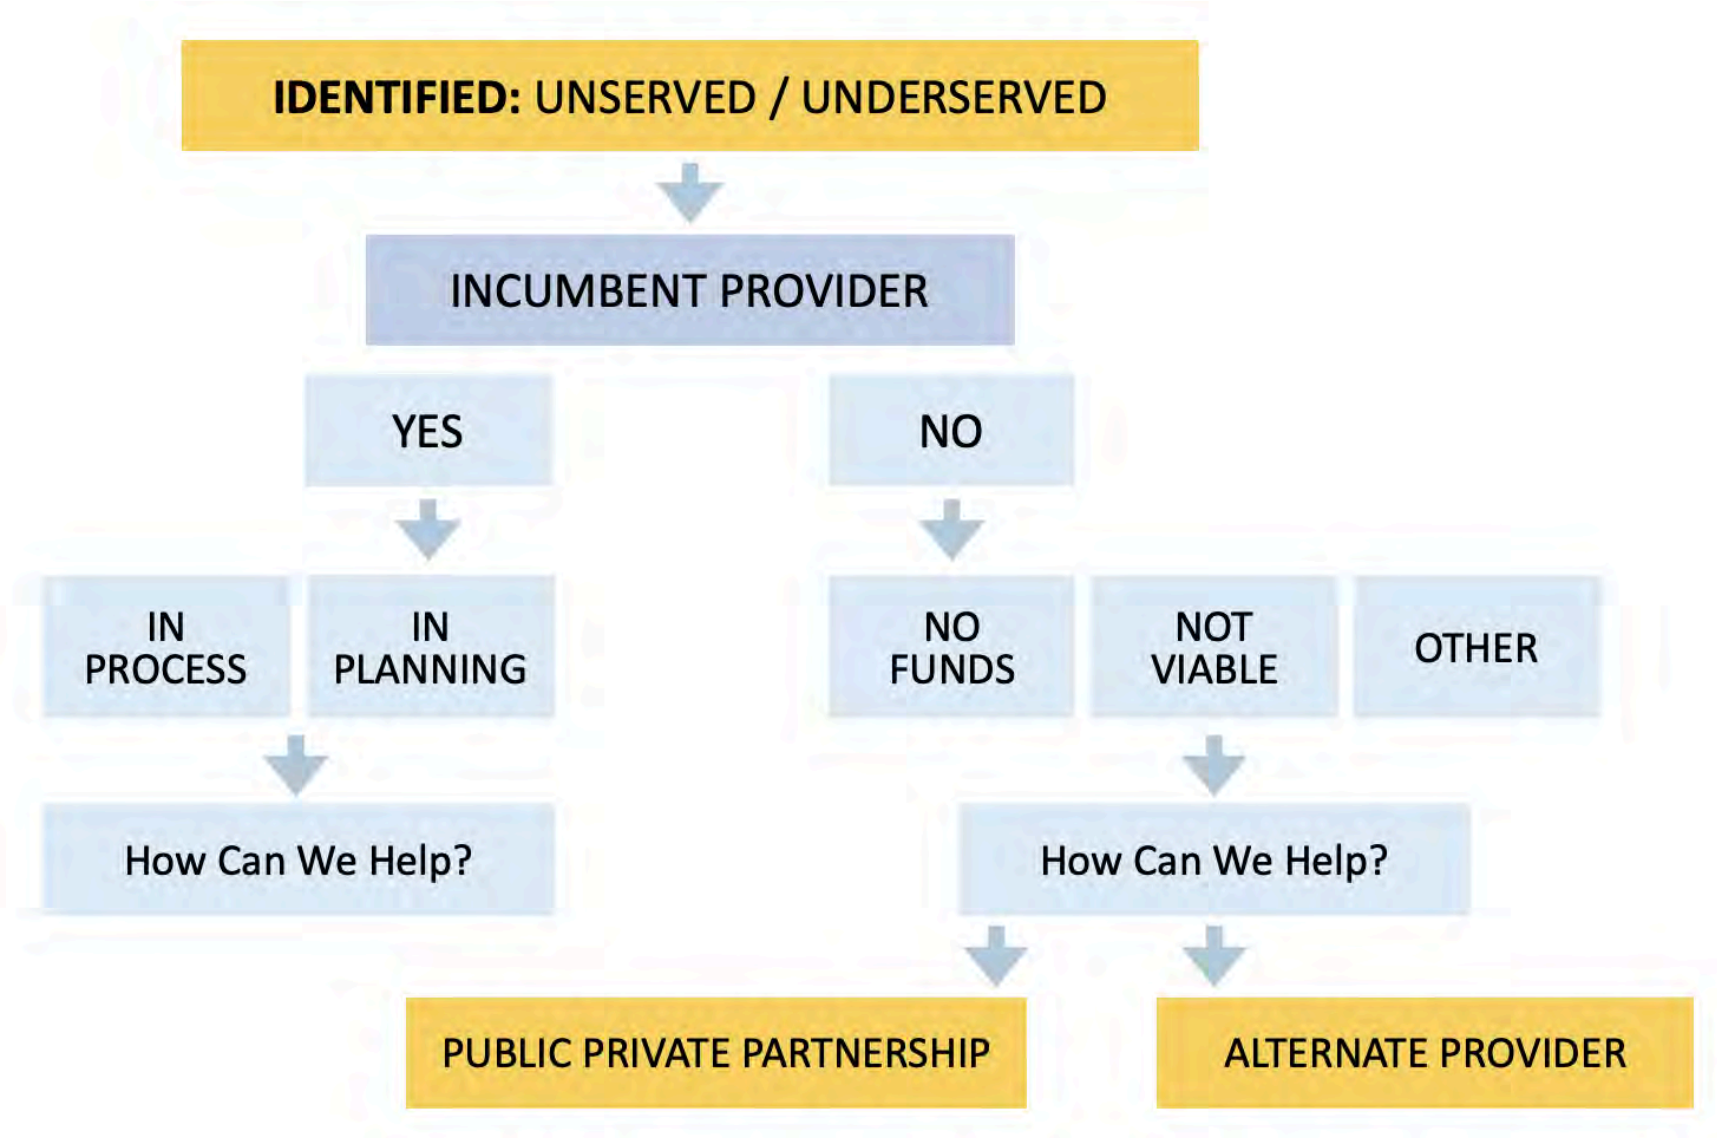 IDENTIFIED: UNSERVED / UNDERSERVED
INCUMBENT PROVIDER
YES
NO
IN
PROCESS
IN
PLANNING
NO
FUNDS
NOT
VIABLE
OTHER
How Can We Help?
How Can We Help?
PUBLIC PRIVATE PARTNERSHIP
ALTERNATE PROVIDER